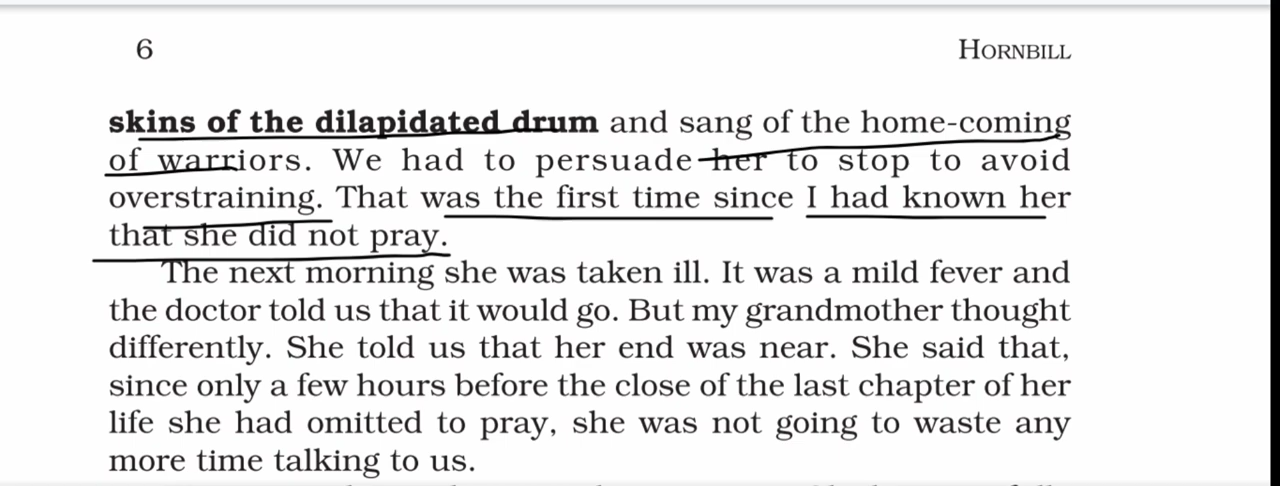 6 HORNBILL
skins of the dilapidated drum and sang of the home-coming
of warriors. We had to persuade her to stop to avoid
overstraining. That was the first time since I had known her
that she did not pray.
The next morning she was taken ill. It was a mild fever and
the doctor told us that it would go. But my grandmother thought
differently. She told us that her end was near. She said that,
since only a few hours before the close of the last chapter of her
life she had omitted to pray, she was not going to waste any
more time talking to us.